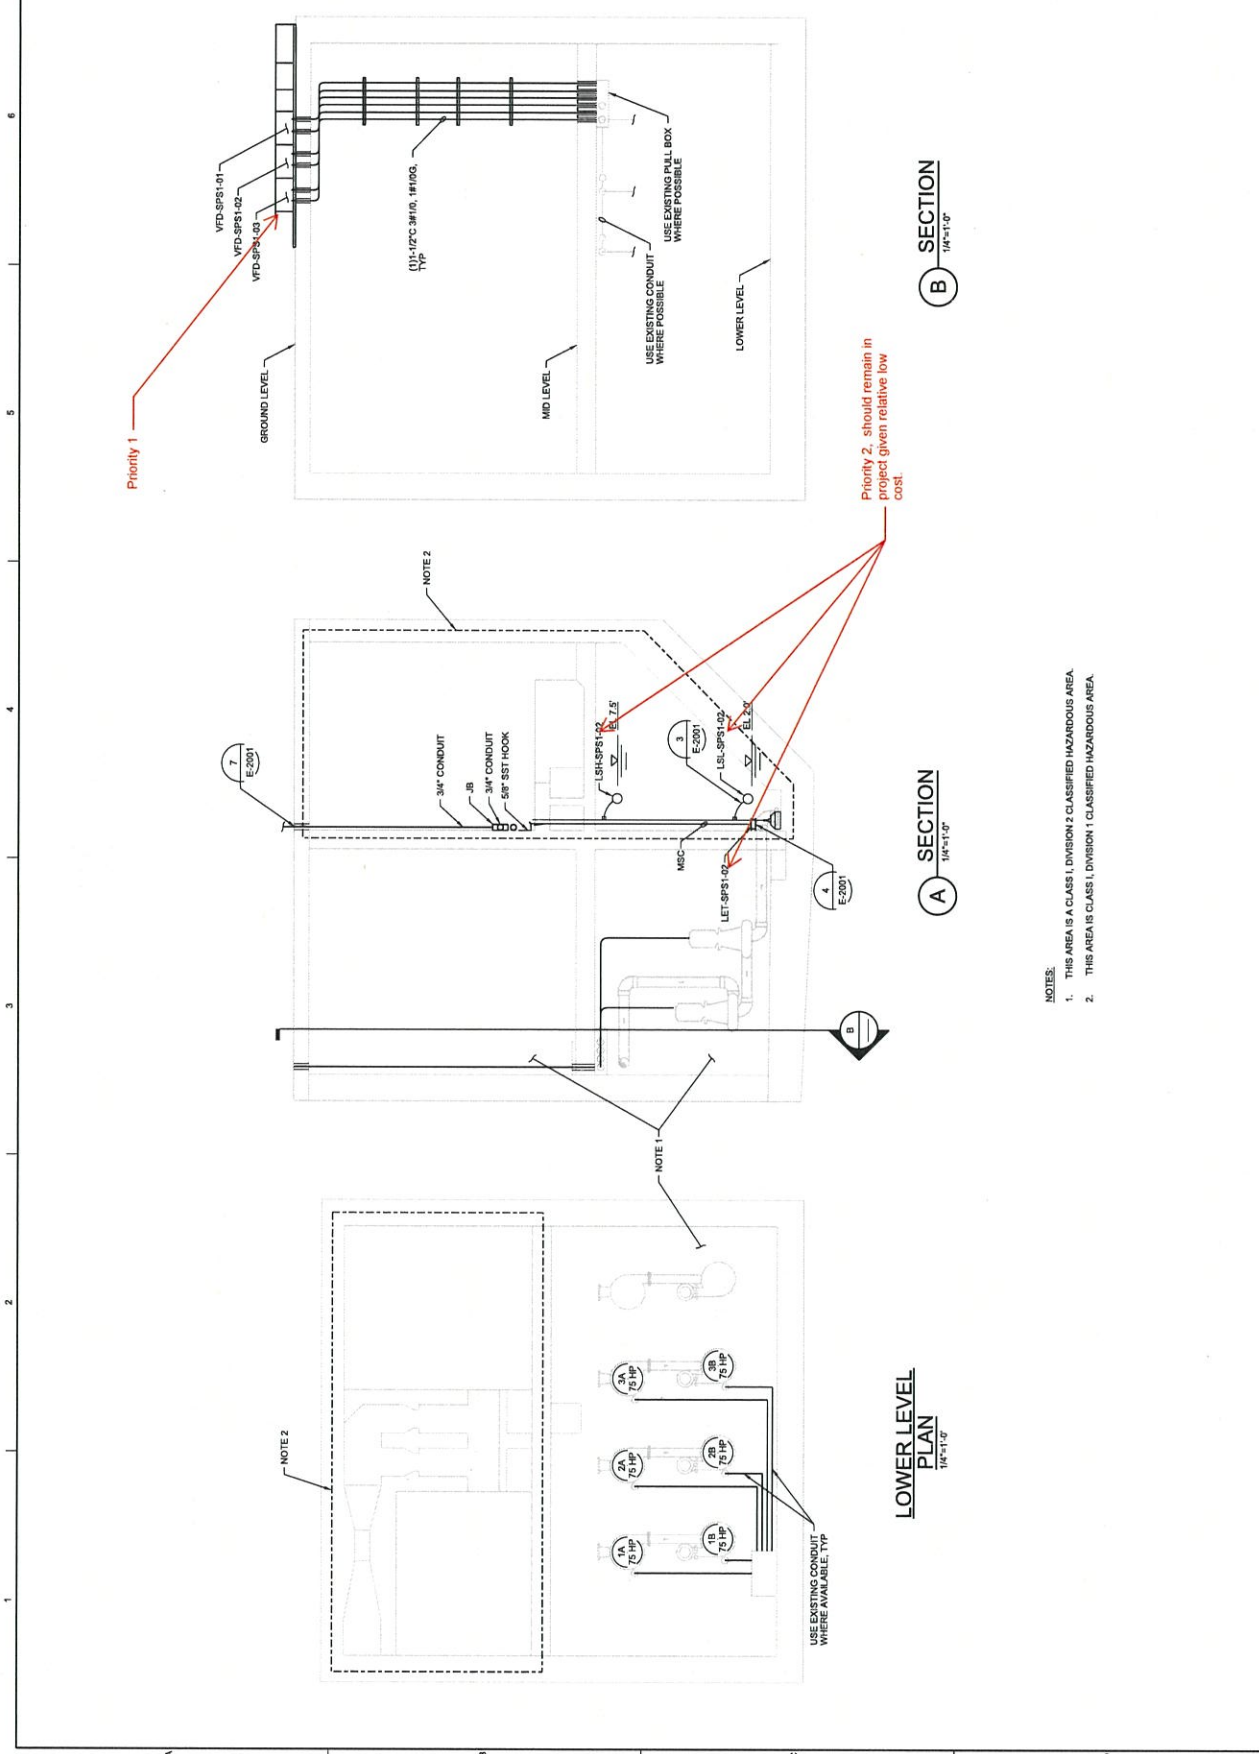 1
2
3
4
5
6
NOTE 2
1A
75 HP
2A
75 HP
3A
75 HP
1B
75 HP
2B
75 HP
3B
75 HP
USE EXISTING CONDUIT
WHERE AVAILABLE, TYP
LOWER LEVEL
PLAN
1/4"=1'-0"
NOTE 1
7
E-2001
3/4" CONDUIT
JB
3/4" CONDUIT
5/8" SST HOOK
NOTE 2
LSH-SPS1-02
EL 7.5'
3
E-2001
LSL-SPS1-02
EL 2.0'
MSC
LET-SPS1-02
4
E-2001
B
A
SECTION
1/4"=1'-0"
Priority 1
VFD-SPS1-01
VFD-SPS1-02
VFD-SPS1-03
GROUND LEVEL
(1)1-1/2"C 3#1/0, 1#1/0G,
TYP
MID LEVEL
USE EXISTING CONDUIT
WHERE POSSIBLE
USE EXISTING PULL BOX
WHERE POSSIBLE
LOWER LEVEL
Priority 2, should remain in
project given relative low
cost.
B
SECTION
1/4"=1'-0"
NOTES:
1. THIS AREA IS A CLASS I, DIVISION 2 CLASSIFIED HAZARDOUS AREA.
2. THIS AREA IS CLASS I, DIVISION 1 CLASSIFIED HAZARDOUS AREA.